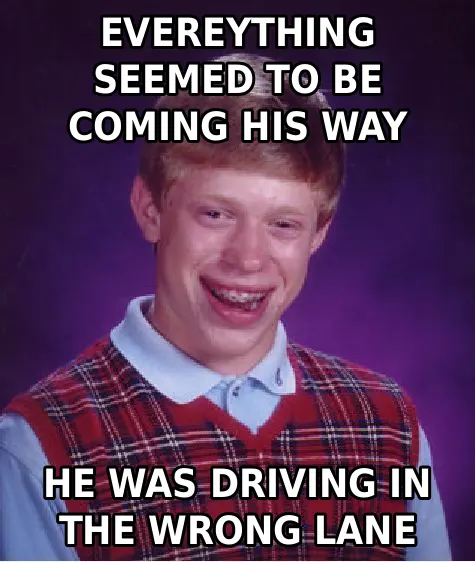 EVEREYTHING
SEEMED TO BE
COMING HIS WAY
HE WAS DRIVING IN
THE WRONG LANE